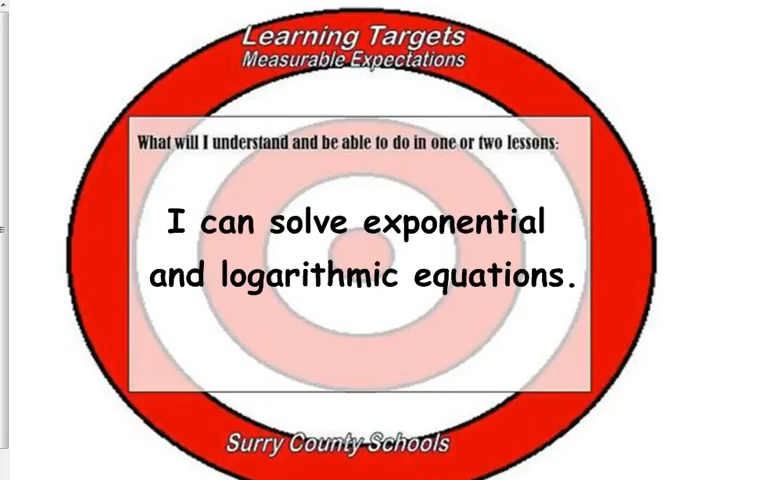 Learning Targets
Measurable Expectations
What will I understand and be able to do in one or two lessons:
I can solve exponential
and logarithmic equations.
Surry County Schools